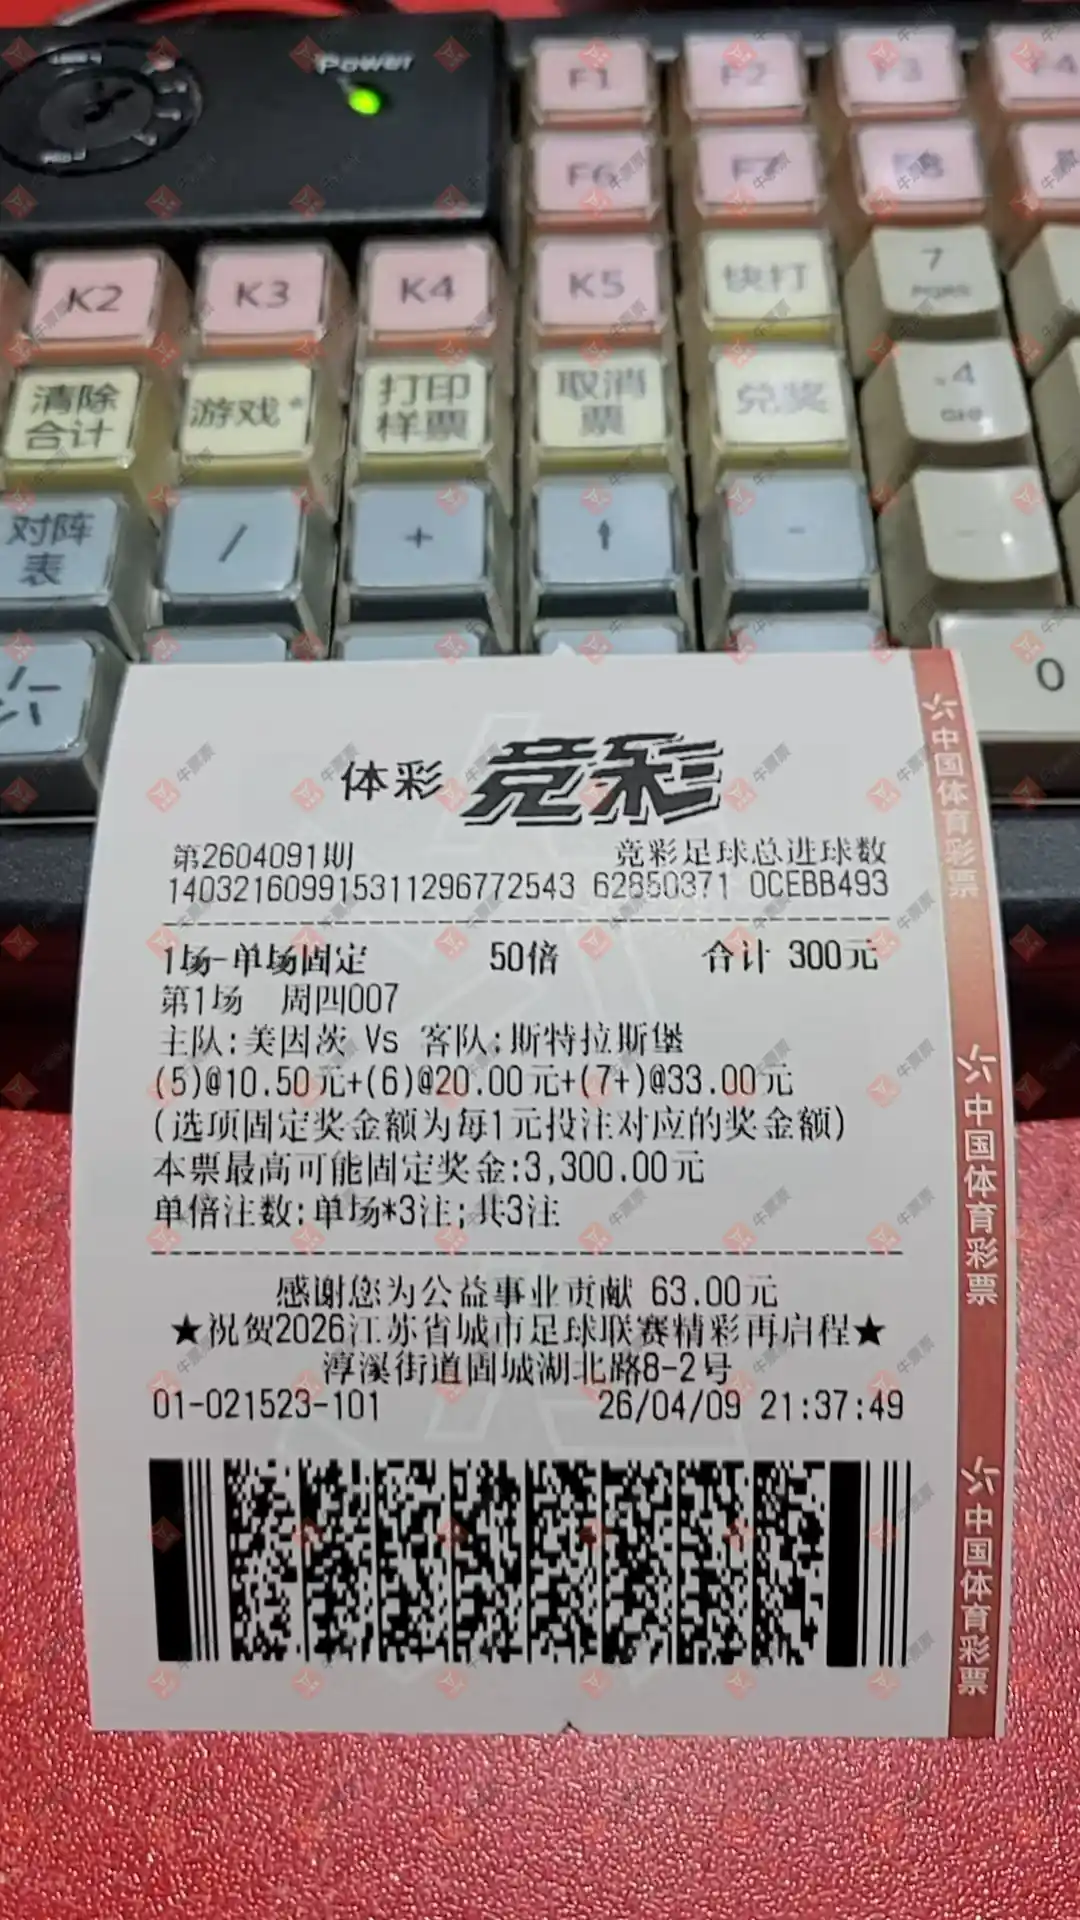 Power
F1 F2 F3 F4
F6 F7 F8
K2 K3 K4 K5 快打 7 PQRS
清除合计 游戏* 打印样票 取消票 兑奖 4 GHI
对阵表 / + ↑ -
0
体彩 竞彩
第2604091期 竞彩足球总进球数
140321609915311296772543 62850371 0CEBB493
1场-单场固定 50倍 合计 300元
第1场 周四007
主队:美因茨 Vs 客队:斯特拉斯堡
(5)@10.50元+(6)@20.00元+(7+)@33.00元
(选项固定奖金额为每1元投注对应的奖金额)
本票最高可能固定奖金:3,300.00元
单倍注数:单场*3注;共3注
感谢您为公益事业贡献 63.00元
★祝贺2026江苏省城市足球联赛精彩再启程★
淳溪街道固城湖北路8-2号
01-021523-101 26/04/09 21:37:49
中国体育彩票
中国体育彩票
中国体育彩票
牛票票